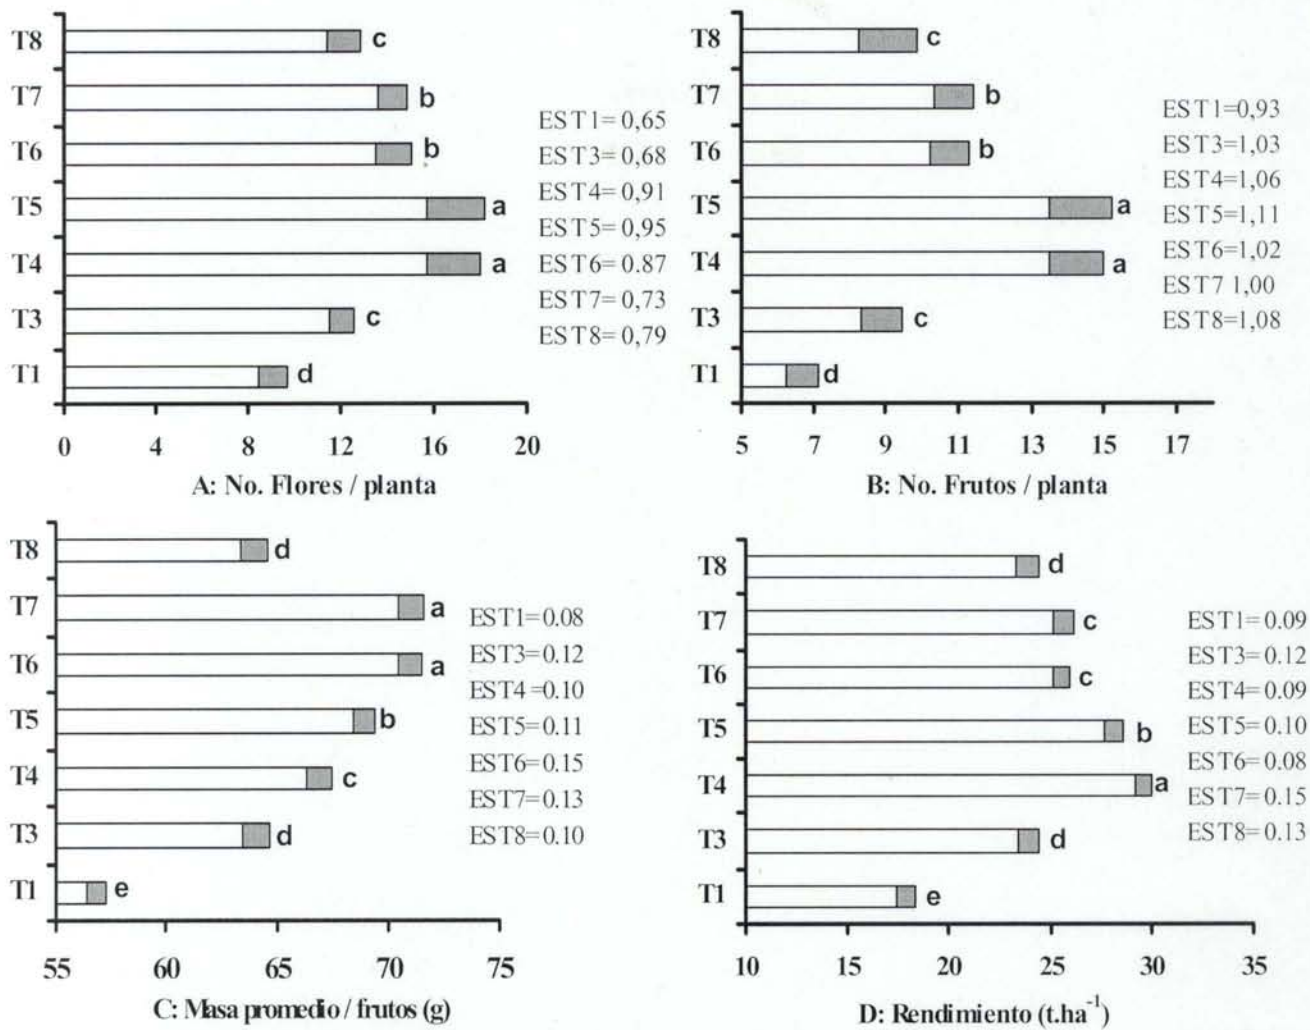 T8 c
T7 b
T6 b
T5 a
T4 a
T3 c
T1 d
EST1= 0,65
EST3= 0,68
EST4= 0,91
EST5= 0,95
EST6= 0.87
EST7= 0,73
EST8= 0,79
0 4 8 12 16 20
A: No. Flores / planta
T8 c
T7 b
T6 b
T5 a
T4 a
T3 c
T1 d
EST1=0,93
EST3=1,03
EST4=1,06
EST5=1,11
EST6=1,02
EST7 1,00
EST8=1,08
5 7 9 11 13 15 17
B: No. Frutos / planta
T8 d
T7 a
T6 a
T5 b
T4 c
T3 d
T1 e
EST1=0.08
EST3=0.12
EST4 =0.10
EST5=0.11
EST6=0.15
EST7=0.13
EST8=0.10
55 60 65 70 75
C: Masa promedio / frutos (g)
T8 d
T7 c
T6 c
T5 b
T4 a
T3 d
T1 e
EST1= 0.09
EST3= 0.12
EST4= 0.09
EST5= 0.10
EST6= 0.08
EST7= 0.15
EST8= 0.13
10 15 20 25 30 35
D: Rendimiento (t.ha⁻¹)